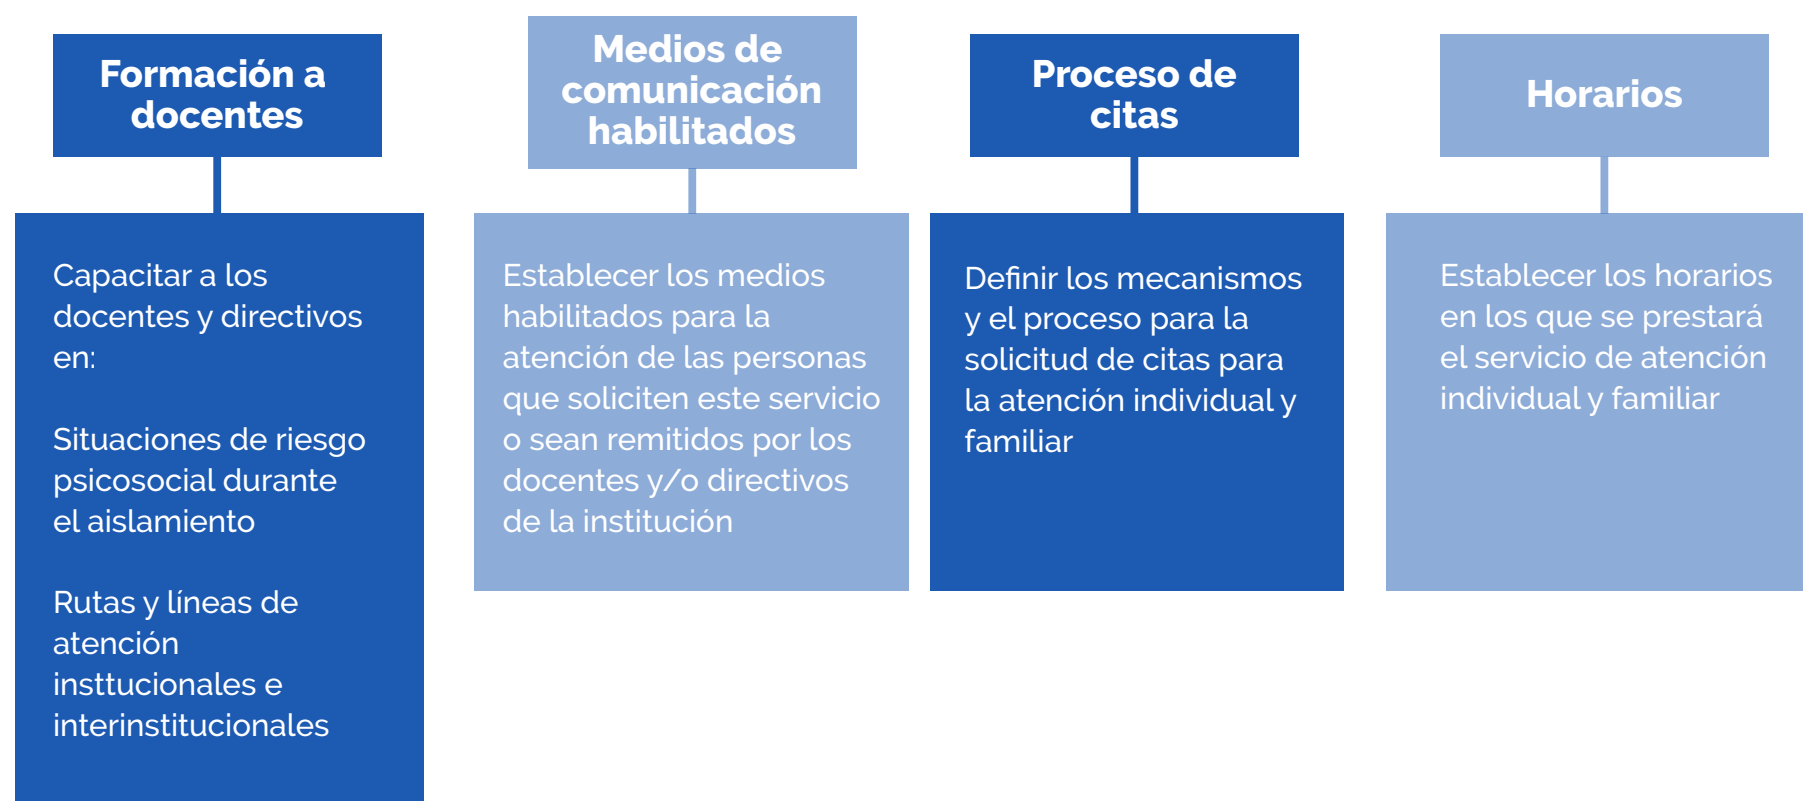 Formación a
docentes
Capacitar a los
docentes y directivos
en:
Situaciones de riesgo
psicosocial durante
el aislamiento
Rutas y líneas de
atención
insttucionales e
interinstitucionales
Medios de
comunicación
habilitados
Establecer los medios
habilitados para la
atención de las personas
que soliciten este servicio
o sean remitidos por los
docentes y/o directivos
de la institución
Proceso de
citas
Definir los mecanismos
y el proceso para la
solicitud de citas para
la atención individual y
familiar
Horarios
Establecer los horarios
en los que se prestará
el servicio de atención
individual y familiar